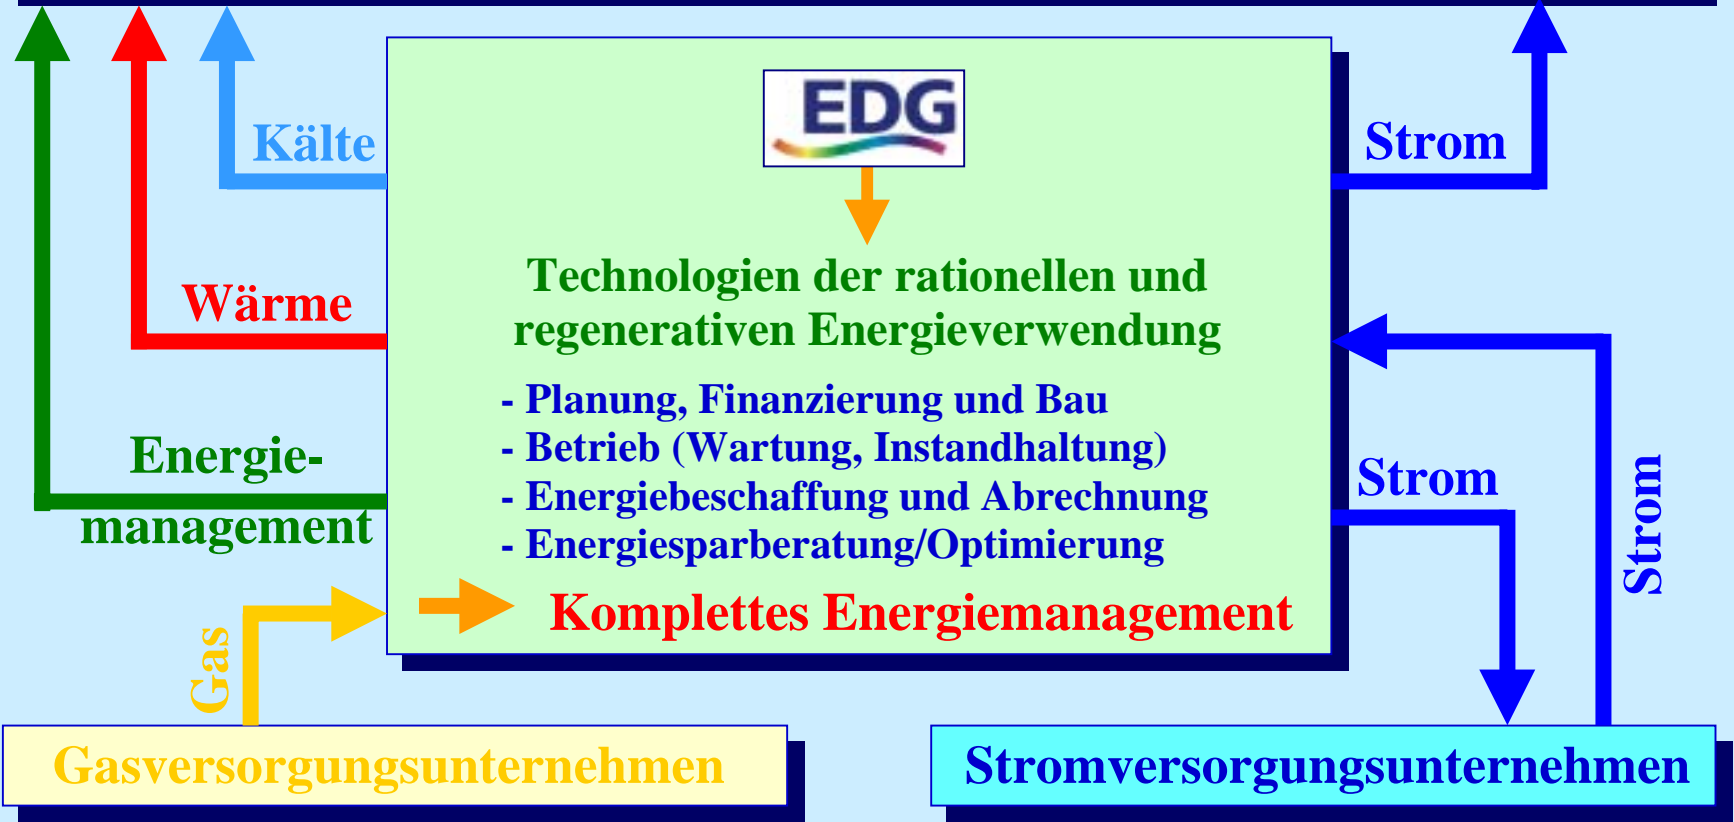 EDG
Kälte
Strom
Technologien der rationellen und
regenerativen Energieverwendung
Wärme
- Planung, Finanzierung und Bau
- Betrieb (Wartung, Instandhaltung)
- Energiebeschaffung und Abrechnung
- Energiesparberatung/Optimierung
Energie-
management
Strom
Strom
Komplettes Energiemanagement
Gas
Gasversorgungsunternehmen
Stromversorgungsunternehmen